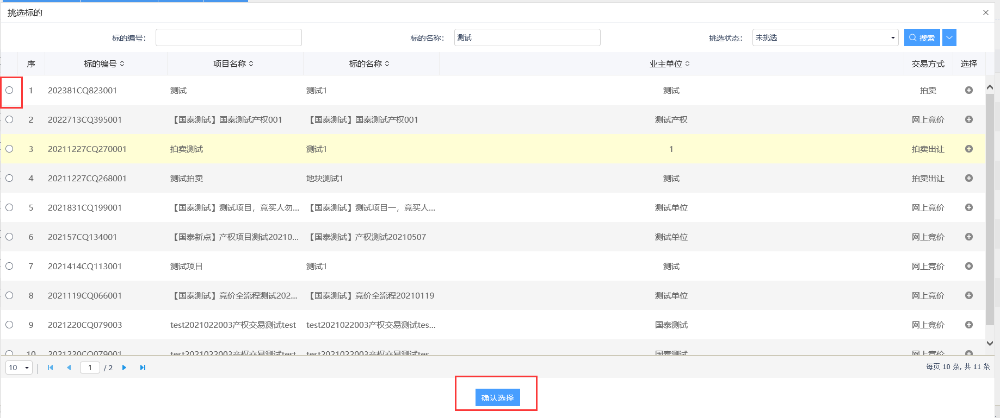 挑选标的
标的编号：
标的名称： 测试
挑选状态： 未挑选 搜索
序 标的编号 项目名称 标的名称 业主单位 交易方式 选择
1 202381CQ823001 测试 测试1 测试 拍卖
2 2022713CQ395001 【国泰测试】国泰测试产权001 【国泰测试】国泰测试产权001 测试产权 网上竞价
3 20211227CQ270001 拍卖测试 测试1 1 拍卖出让
4 20211227CQ268001 测试拍卖 地块测试1 测试 拍卖出让
5 2021831CQ199001 【国泰测试】测试项目，竞买人勿... 【国泰测试】测试项目一，竞买人... 测试单位 网上竞价
6 202157CQ134001 【国泰新点】产权项目测试20210... 【国泰测试】产权测试20210507 测试单位 网上竞价
7 2021414CQ113001 测试项目 测试1 测试 网上竞价
8 2021119CQ066001 【国泰测试】竞价全流程测试202... 【国泰测试】竞价全流程20210119 测试单位 网上竞价
9 2021220CQ079003 test2021022003产权交易测试test test2021022003产权交易测试tes... 国泰测试 网上竞价
10 2021220CQ079001 test2021022003产权交易测试test test2021022003产权交易测试tes... 国泰测试 网上竞价
10 1 / 2 每页 10 条, 共 11 条
确认选择